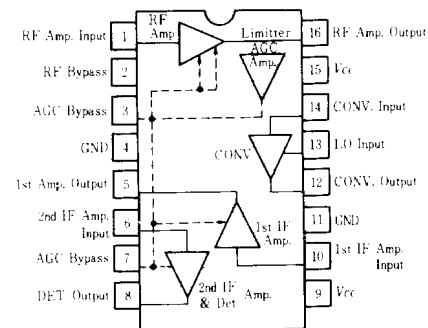 RF Amp. Input 1
RF Bypass 2
AGC Bypass 3
GND 4
1st Amp. Output 5
2nd IF Amp.
Input 6
AGC Bypass 7
DET Output 8
RF
Amp
Limitter
AGC
Amp.
CONV
1st IF
Amp.
2nd IF
& Det Amp.
16 RF Amp. Output
15 Vcc
14 CONV. Input
13 LO Input
12 CONV. Output
11 GND
10 1st IF Amp.
Input
9 Vcc